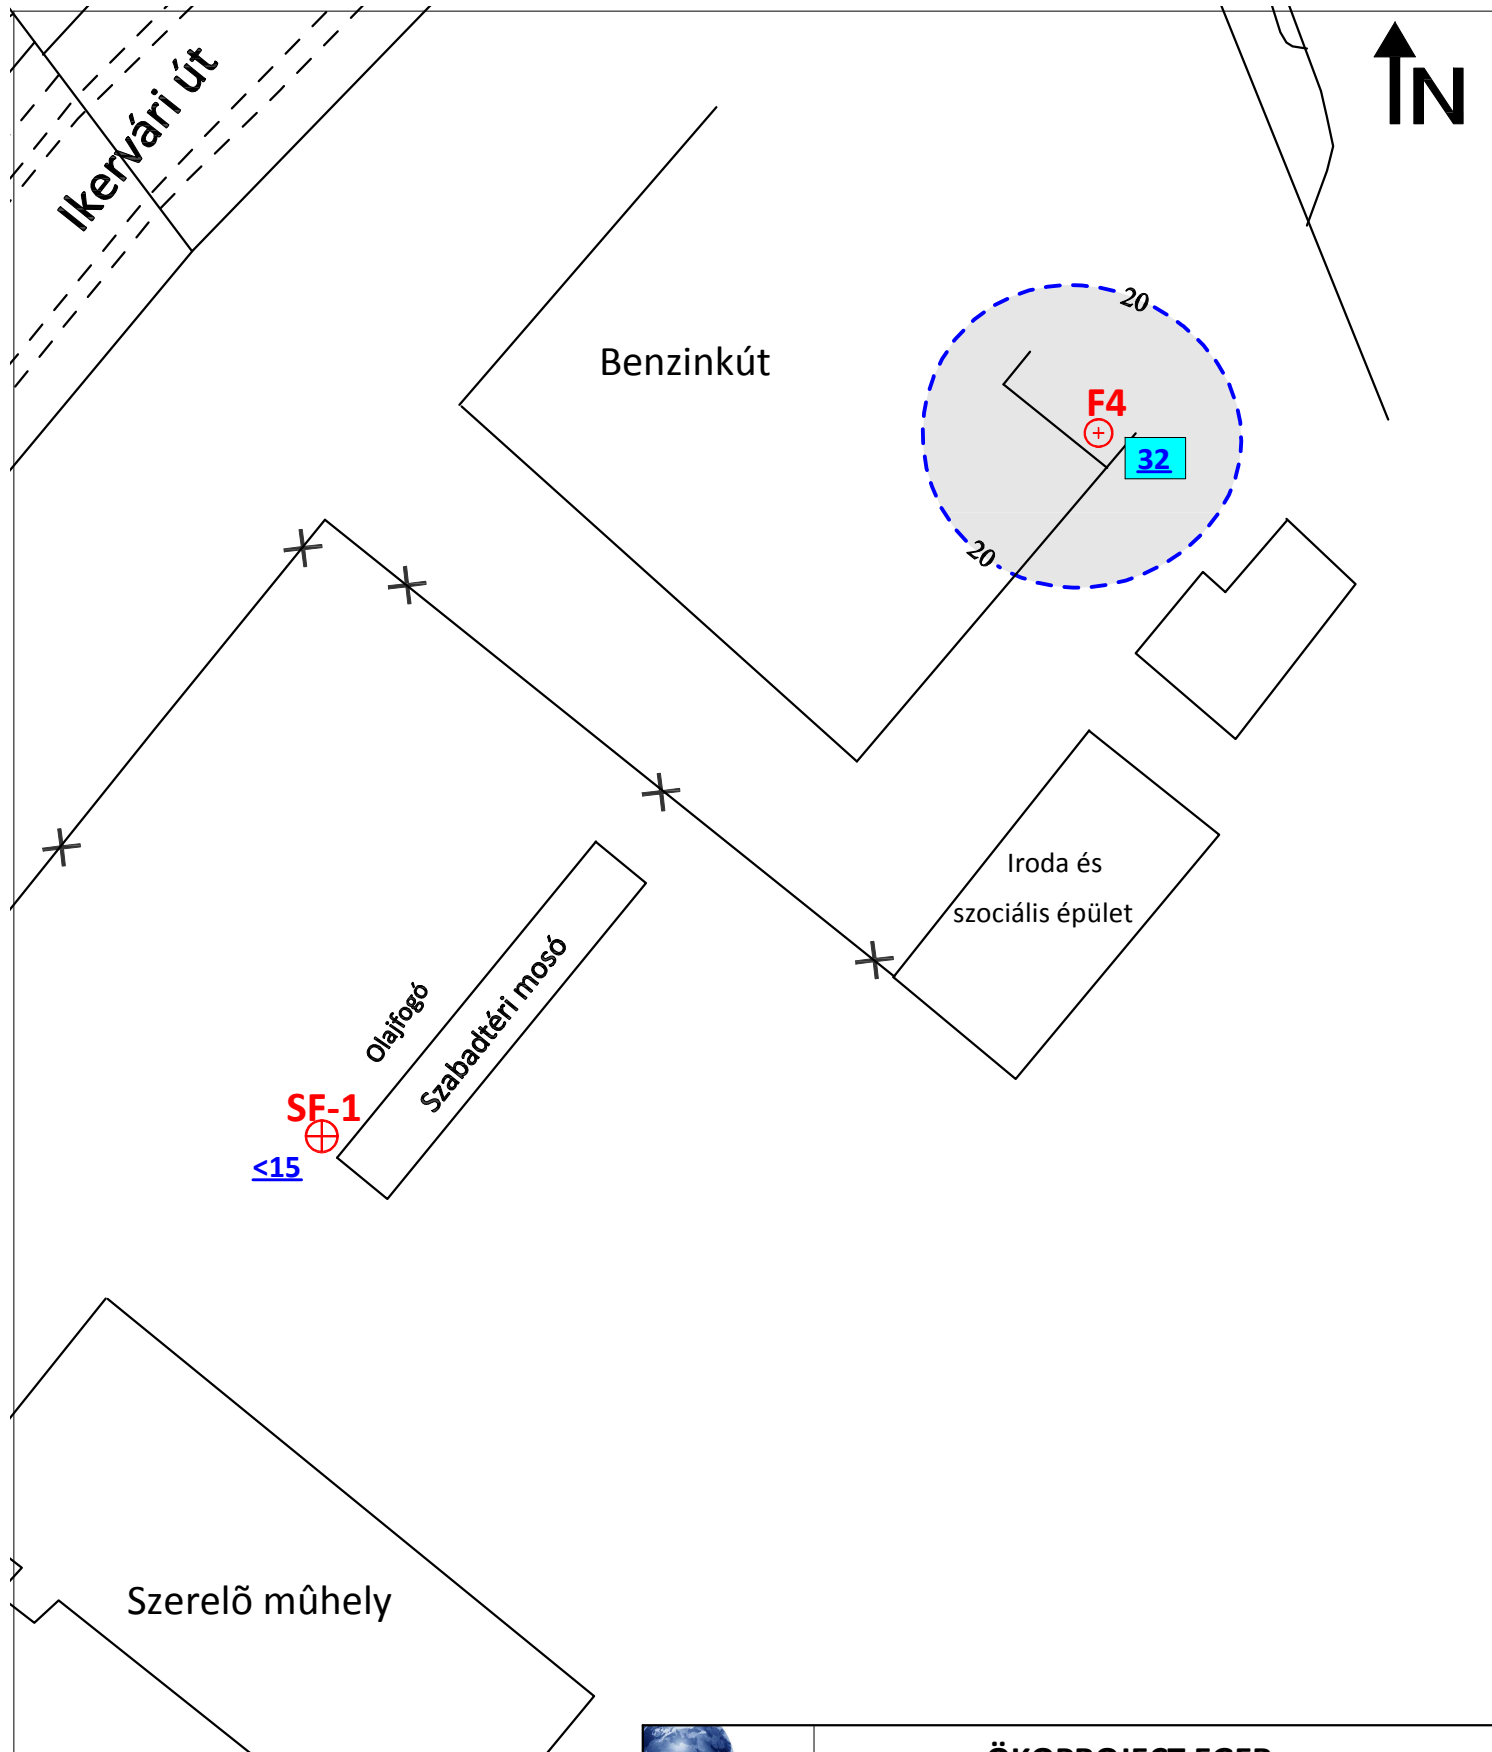 Ikervári út
N
20
Benzinkút
F4
32
20
Iroda és
szociális épület
Olajfogó
Szabadtéri mosó
SF-1
<15
Szerelõ mûhely